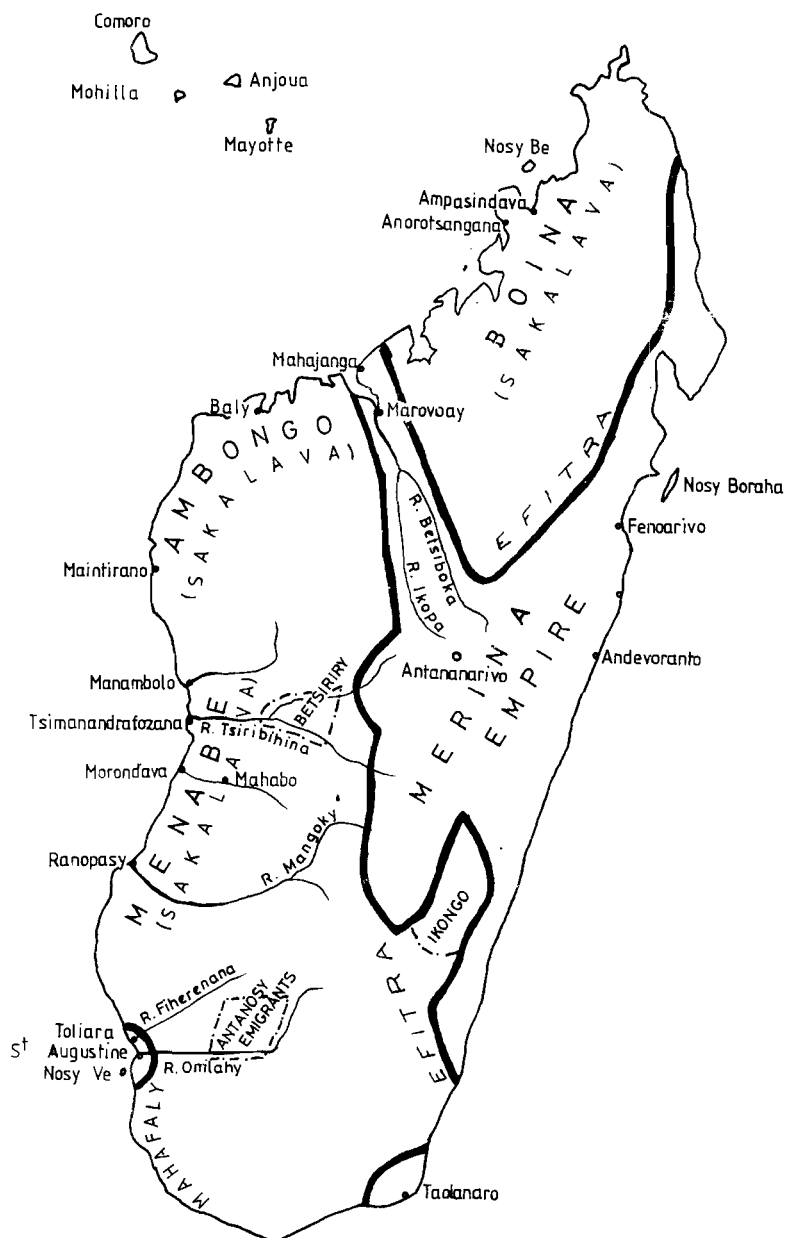 Comoro
Anjoua
Mohilla
Mayotte
Nosy Be
Ampasindava
Anorotsangana
BOINA
(SAKALAVA)
Mahajanga
Baly
Marovoay
AMBONGO
(SAKALAVA)
EFITRA
Nosy Boraha
R. Betsiboka
R. Ikopa
Fenoarivo
Maintirano
MERINA
EMPIRE
Antananarivo
Andevoranto
Manambolo
BETSIRIRY
Tsimanandrafozana
R. Tsiribihina
Morondava
Mahabo
MENABE
(SAKALAVA)
R. Mangoky
Ranopasy
IKONGO
EFITRA
R. Fiherenana
ANTANOSY
EMIGRANTS
Toliara
St Augustine
Nosy Ve
R. Onilahy
MAHAFALY
Taolanaro